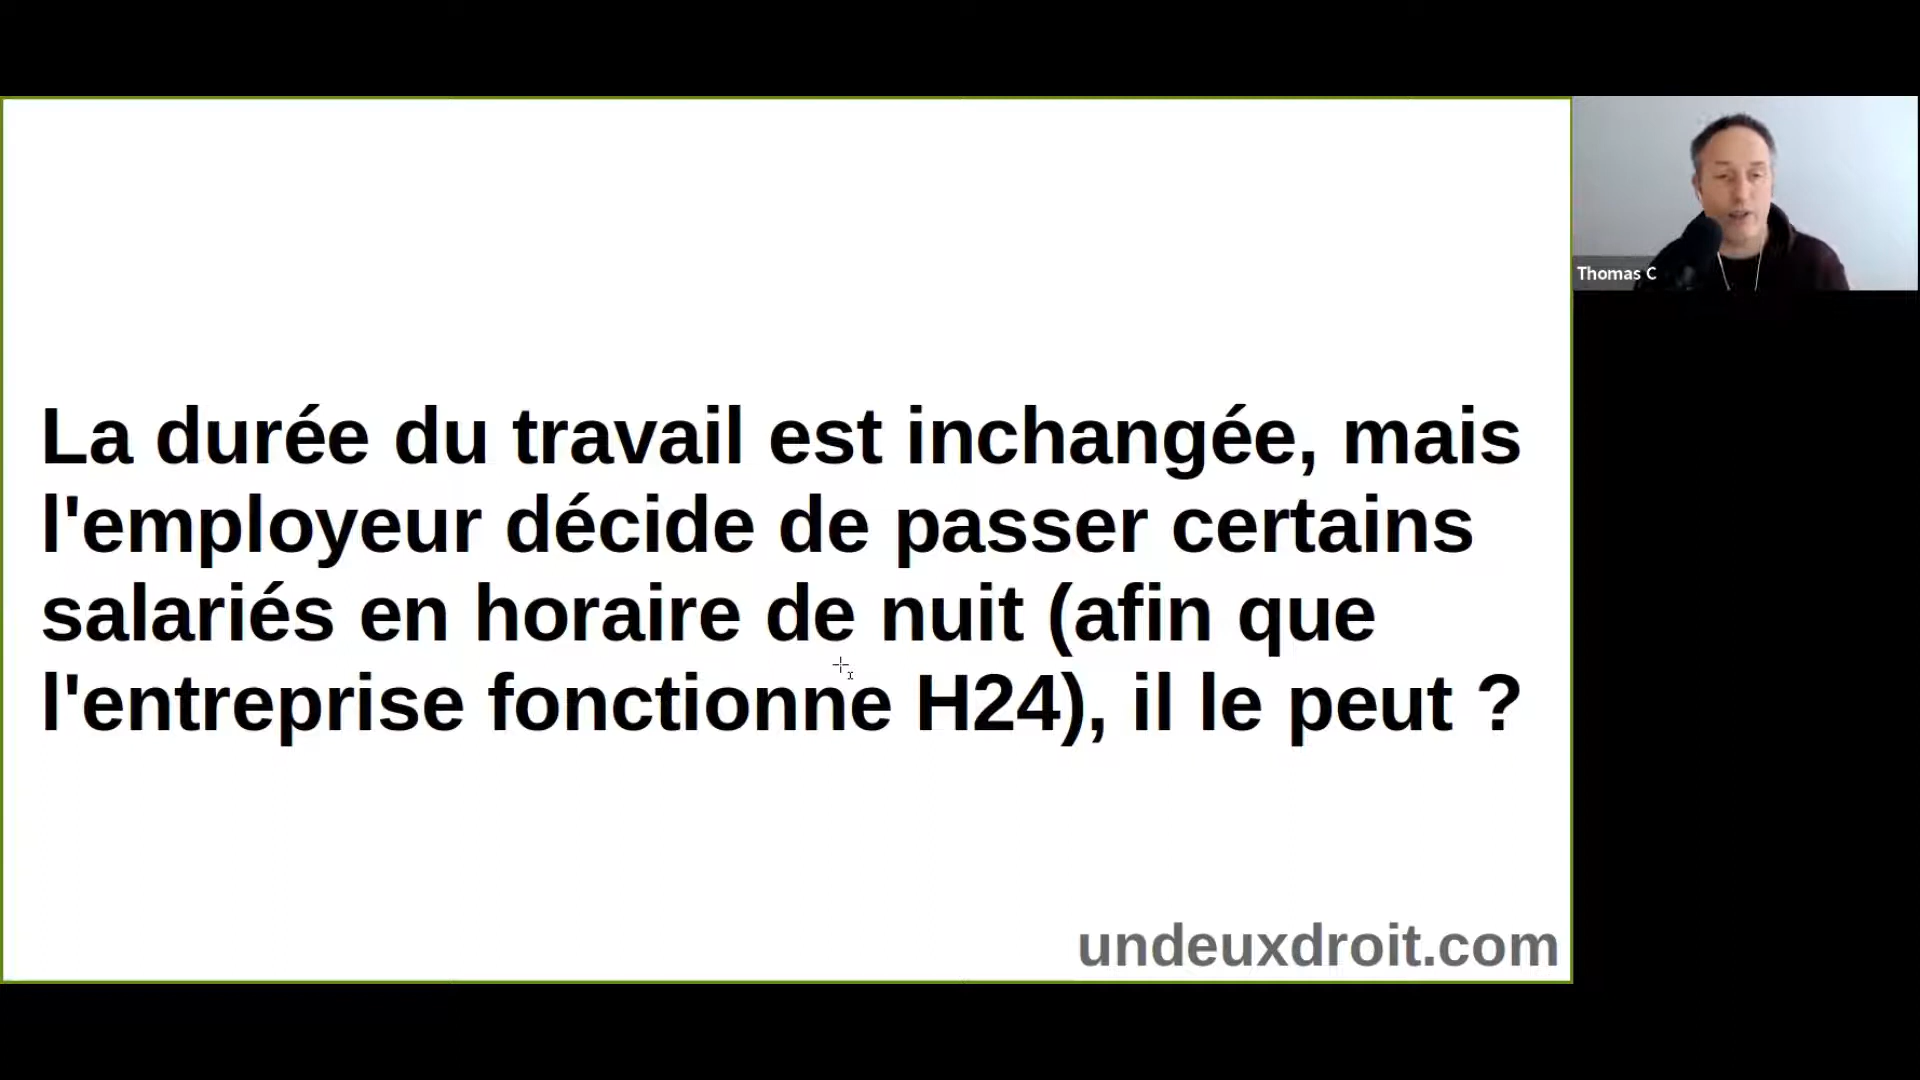 La durée du travail est inchangée, mais
l'employeur décide de passer certains
salariés en horaire de nuit (afin que
l'entreprise fonctionne H24), il le peut ?
undeuxdroit.com
Thomas C